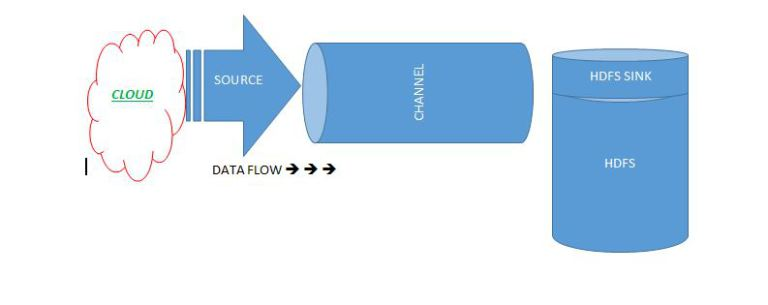 CLOUD
SOURCE
CHANNEL
HDFS SINK
HDFS
DATA FLOW ➔ ➔ ➔